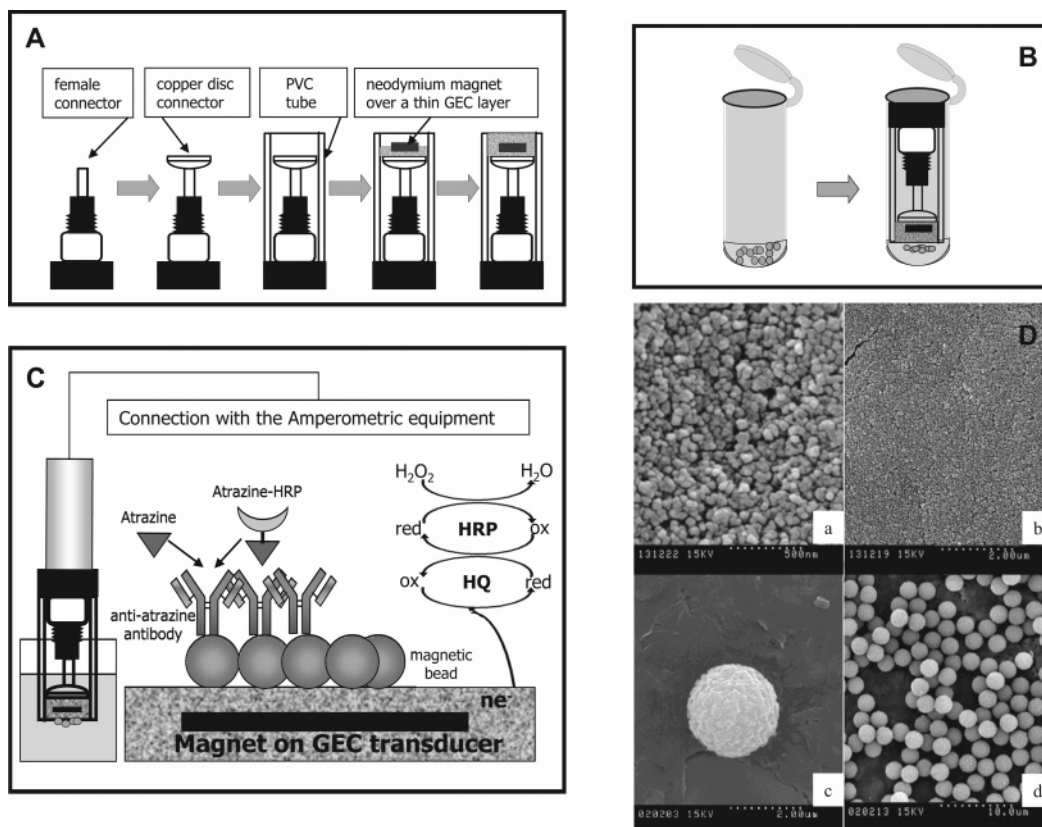 A
female
connector
copper disc
connector
PVC
tube
neodymium magnet
over a thin GEC layer
B
C
Connection with the Amperometric equipment
Atrazine
Atrazine-HRP
anti-atrazine
antibody
magnetic
bead
H2O2
H2O
red
HRP
ox
ox
HQ
red
ne-
Magnet on GEC transducer
D
a
131222 15KV 500nm
b
131219 15KV 2.00um
c
020203 15KV 2.00um
d
020213 15KV 10.0um